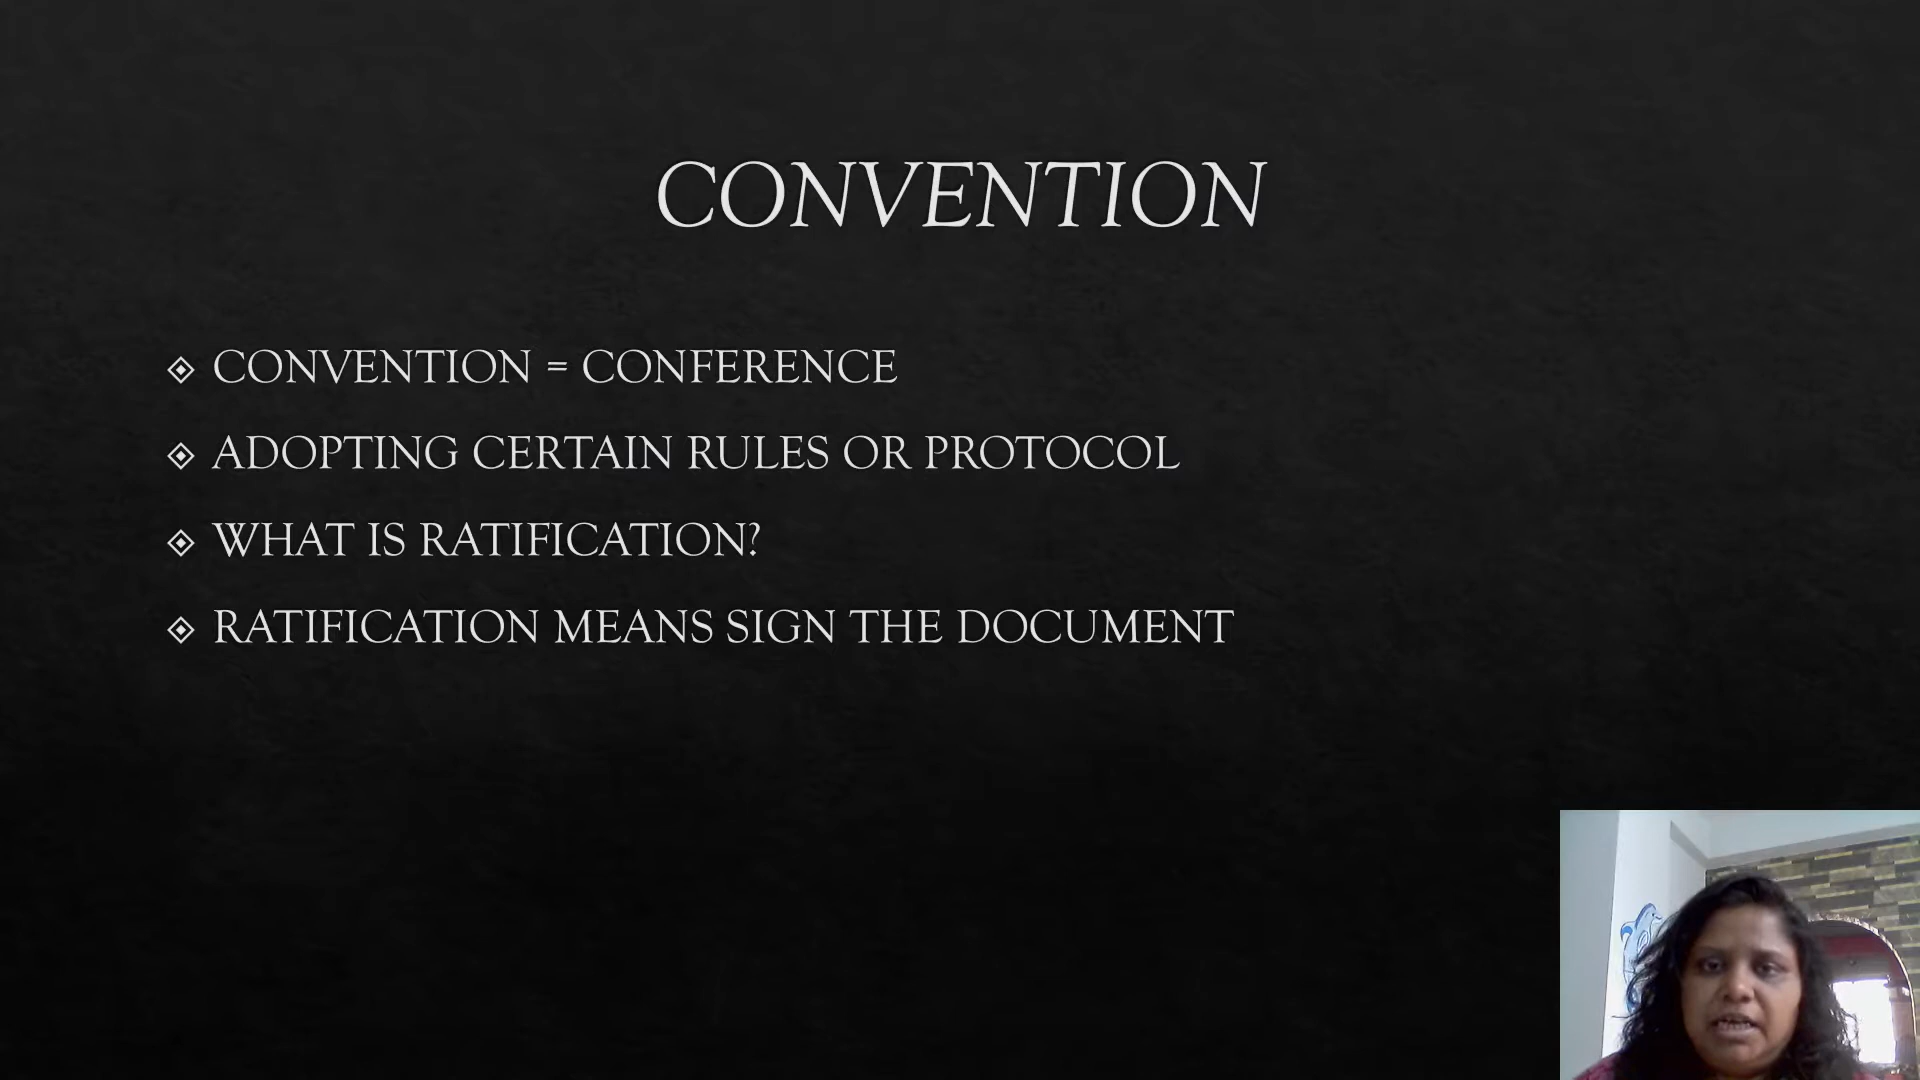 CONVENTION
CONVENTION = CONFERENCE
ADOPTING CERTAIN RULES OR PROTOCOL
WHAT IS RATIFICATION?
RATIFICATION MEANS SIGN THE DOCUMENT